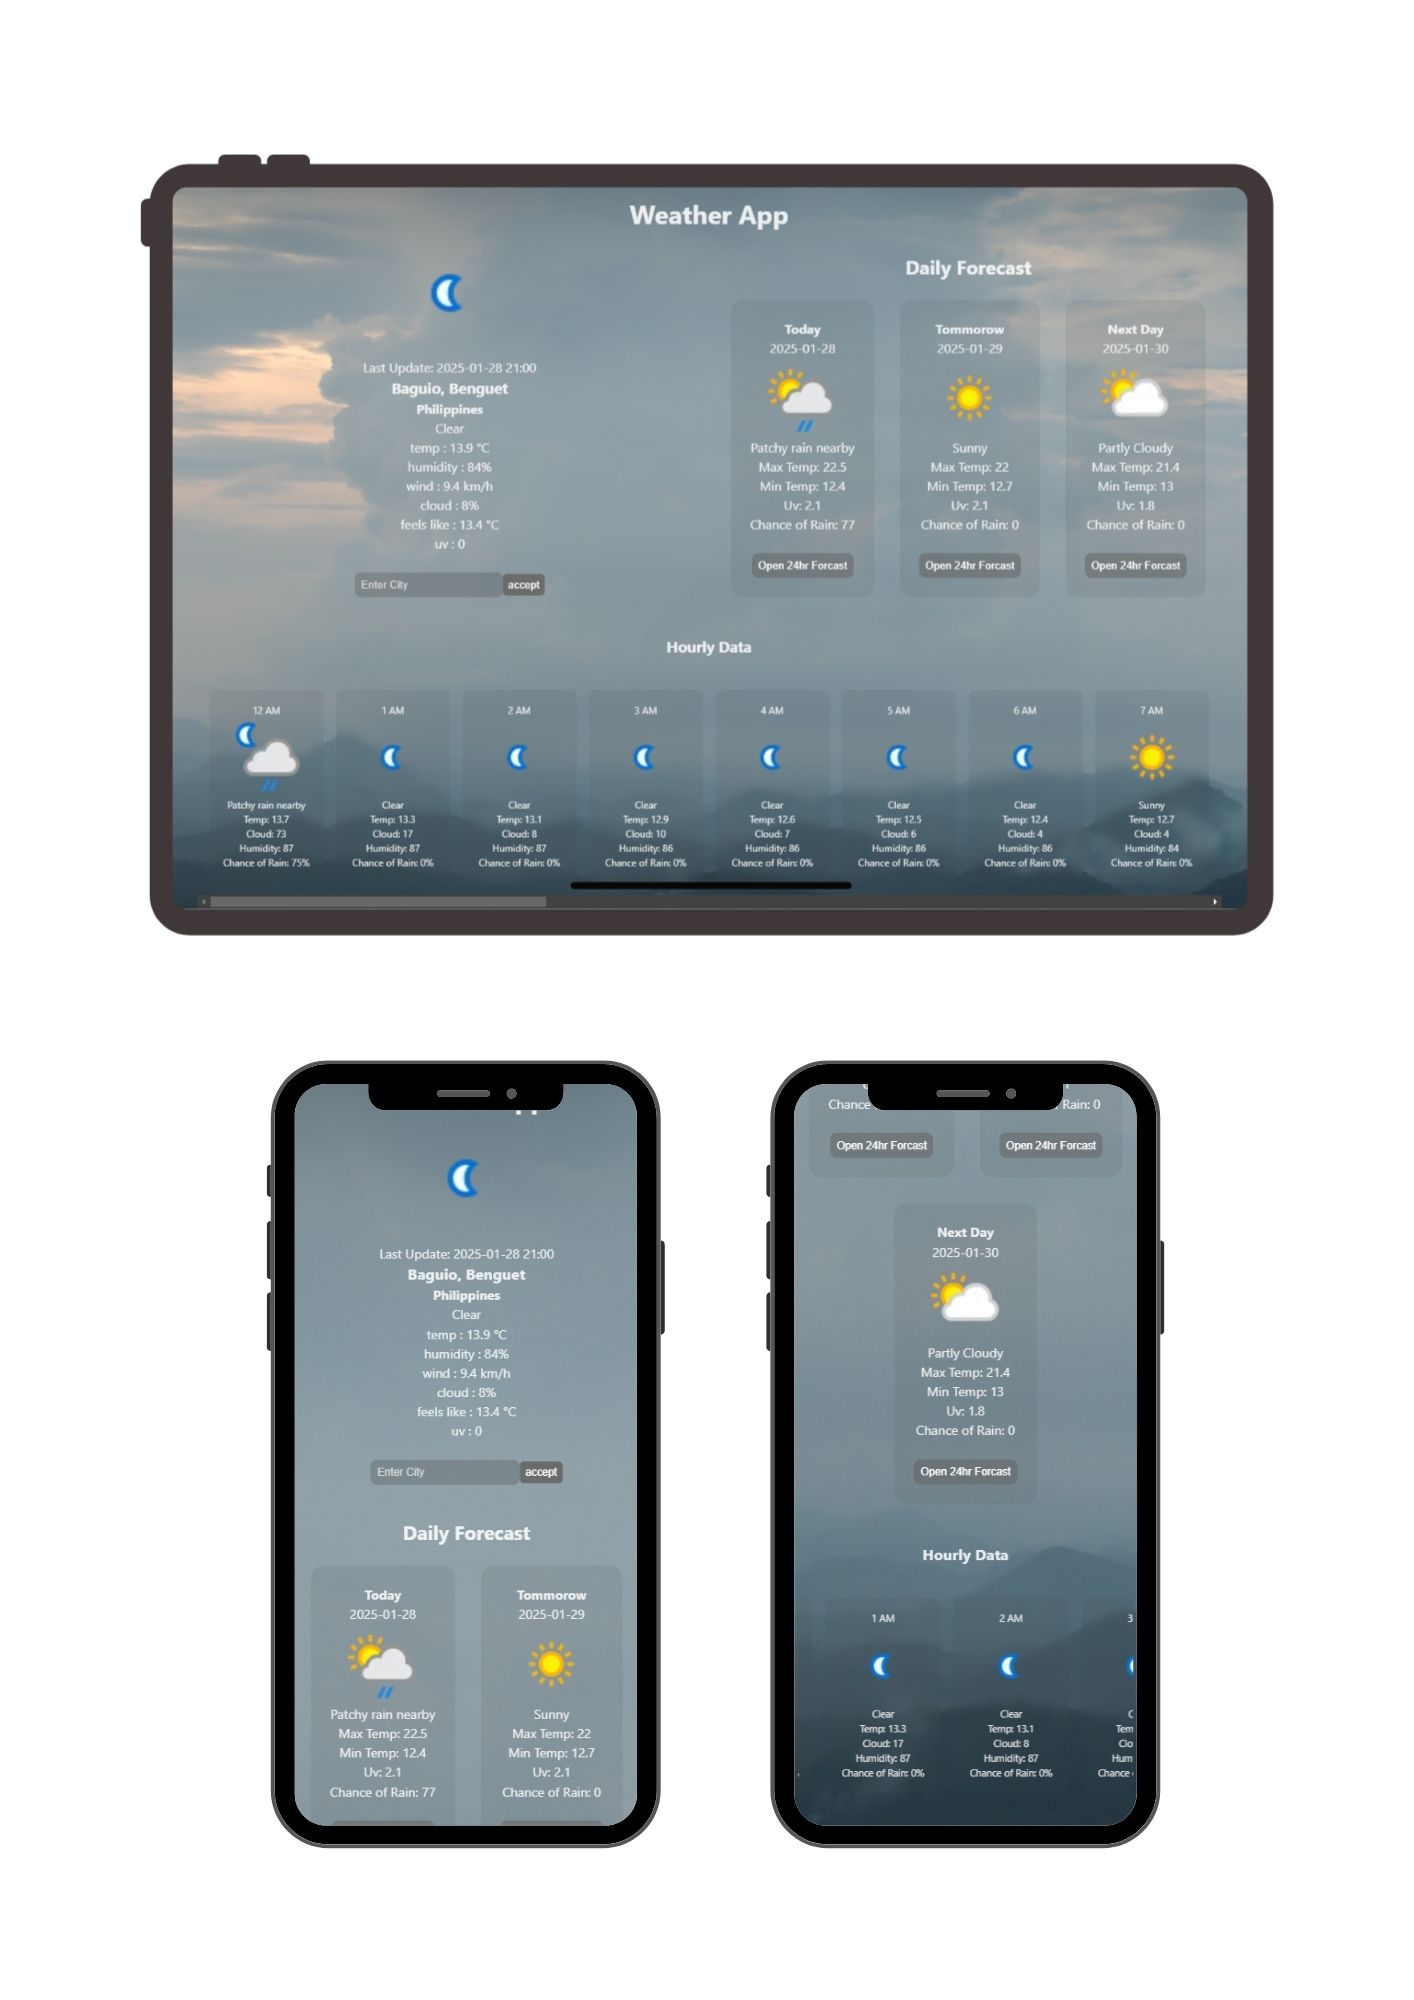 Weather App
Last Update: 2025-01-28 21:00
Baguio, Benguet
Philippines
Clear
temp : 13.9 °C
humidity : 84%
wind : 9.4 km/h
cloud : 8%
feels like : 13.4 °C
uv : 0
Enter City
accept
Daily Forecast
Today
2025-01-28
Patchy rain nearby
Max Temp: 22.5
Min Temp: 12.4
Uv: 2.1
Chance of Rain: 77
Open 24hr Forcast
Tommorow
2025-01-29
Sunny
Max Temp: 22
Min Temp: 12.7
Uv: 2.1
Chance of Rain: 0
Open 24hr Forcast
Next Day
2025-01-30
Partly Cloudy
Max Temp: 21.4
Min Temp: 13
Uv: 1.8
Chance of Rain: 0
Open 24hr Forcast
Hourly Data
12 AM
Patchy rain nearby
Temp: 13.7
Cloud: 73
Humidity: 87
Chance of Rain: 75%
1 AM
Clear
Temp: 13.3
Cloud: 17
Humidity: 87
Chance of Rain: 0%
2 AM
Clear
Temp: 13.1
Cloud: 8
Humidity: 87
Chance of Rain: 0%
3 AM
Clear
Temp: 12.9
Cloud: 10
Humidity: 86
Chance of Rain: 0%
4 AM
Clear
Temp: 12.6
Cloud: 7
Humidity: 86
Chance of Rain: 0%
5 AM
Clear
Temp: 12.5
Cloud: 6
Humidity: 86
Chance of Rain: 0%
6 AM
Clear
Temp: 12.4
Cloud: 4
Humidity: 86
Chance of Rain: 0%
7 AM
Sunny
Temp: 12.7
Cloud: 4
Humidity: 84
Chance of Rain: 0%
Last Update: 2025-01-28 21:00
Baguio, Benguet
Philippines
Clear
temp : 13.9 °C
humidity : 84%
wind : 9.4 km/h
cloud : 8%
feels like : 13.4 °C
uv : 0
Enter City
accept
Daily Forecast
Today
2025-01-28
Patchy rain nearby
Max Temp: 22.5
Min Temp: 12.4
Uv: 2.1
Chance of Rain: 77
Tommorow
2025-01-29
Sunny
Max Temp: 22
Min Temp: 12.7
Uv: 2.1
Chance of Rain: 0
Chance
Rain: 0
Open 24hr Forcast
Open 24hr Forcast
Next Day
2025-01-30
Partly Cloudy
Max Temp: 21.4
Min Temp: 13
Uv: 1.8
Chance of Rain: 0
Open 24hr Forcast
Hourly Data
1 AM
Clear
Temp: 13.3
Cloud: 17
Humidity: 87
Chance of Rain: 0%
2 AM
Clear
Temp: 13.1
Cloud: 8
Humidity: 87
Chance of Rain: 0%
3
C
Tem
Clo
Hum
Chance